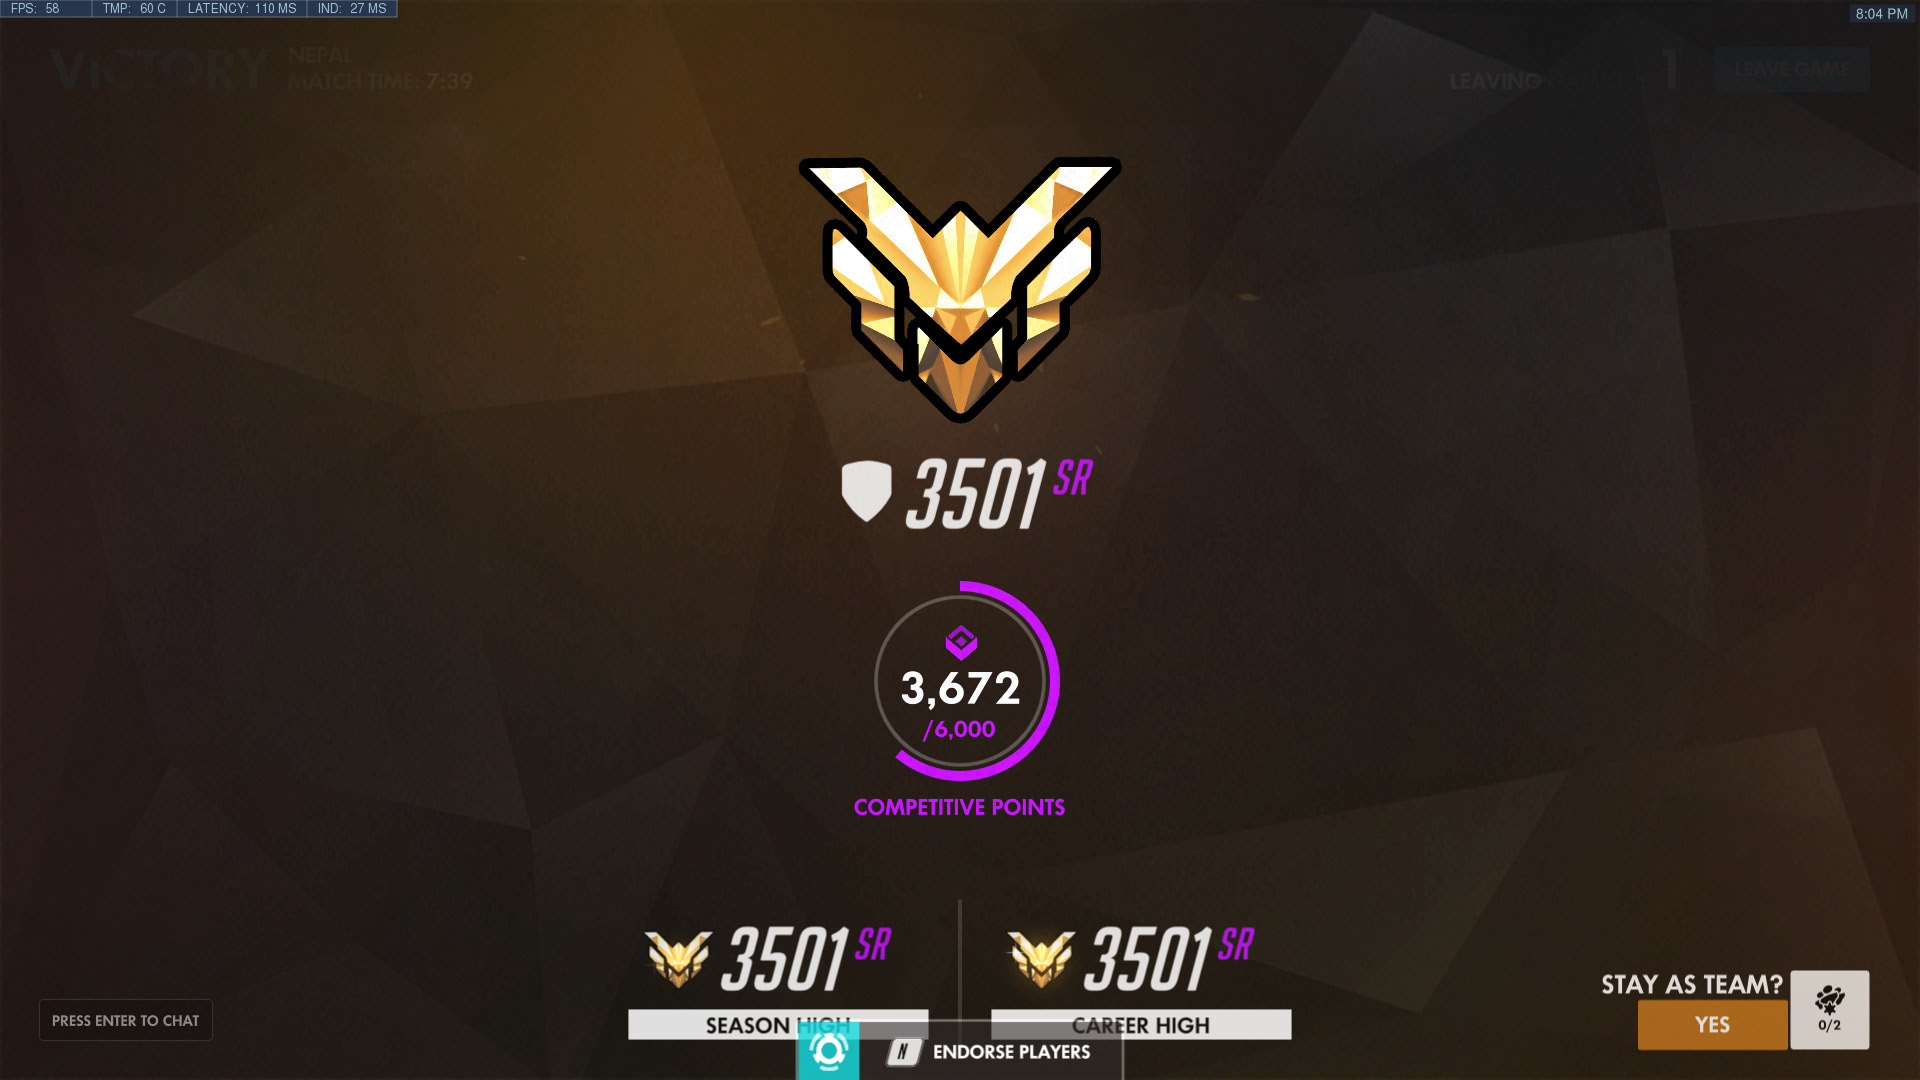 FPS: 58 TMP: 60 C LATENCY: 110 MS IND: 27 MS
8:04 PM
VICTORY
NEPAL
MATCH TIME: 7:39
LEAVING
1
LEAVE GAME
3501 SR
3,672
/6,000
COMPETITIVE POINTS
3501 SR
SEASON HIGH
3501 SR
CAREER HIGH
STAY AS TEAM?
YES
0/2
PRESS ENTER TO CHAT
N ENDORSE PLAYERS